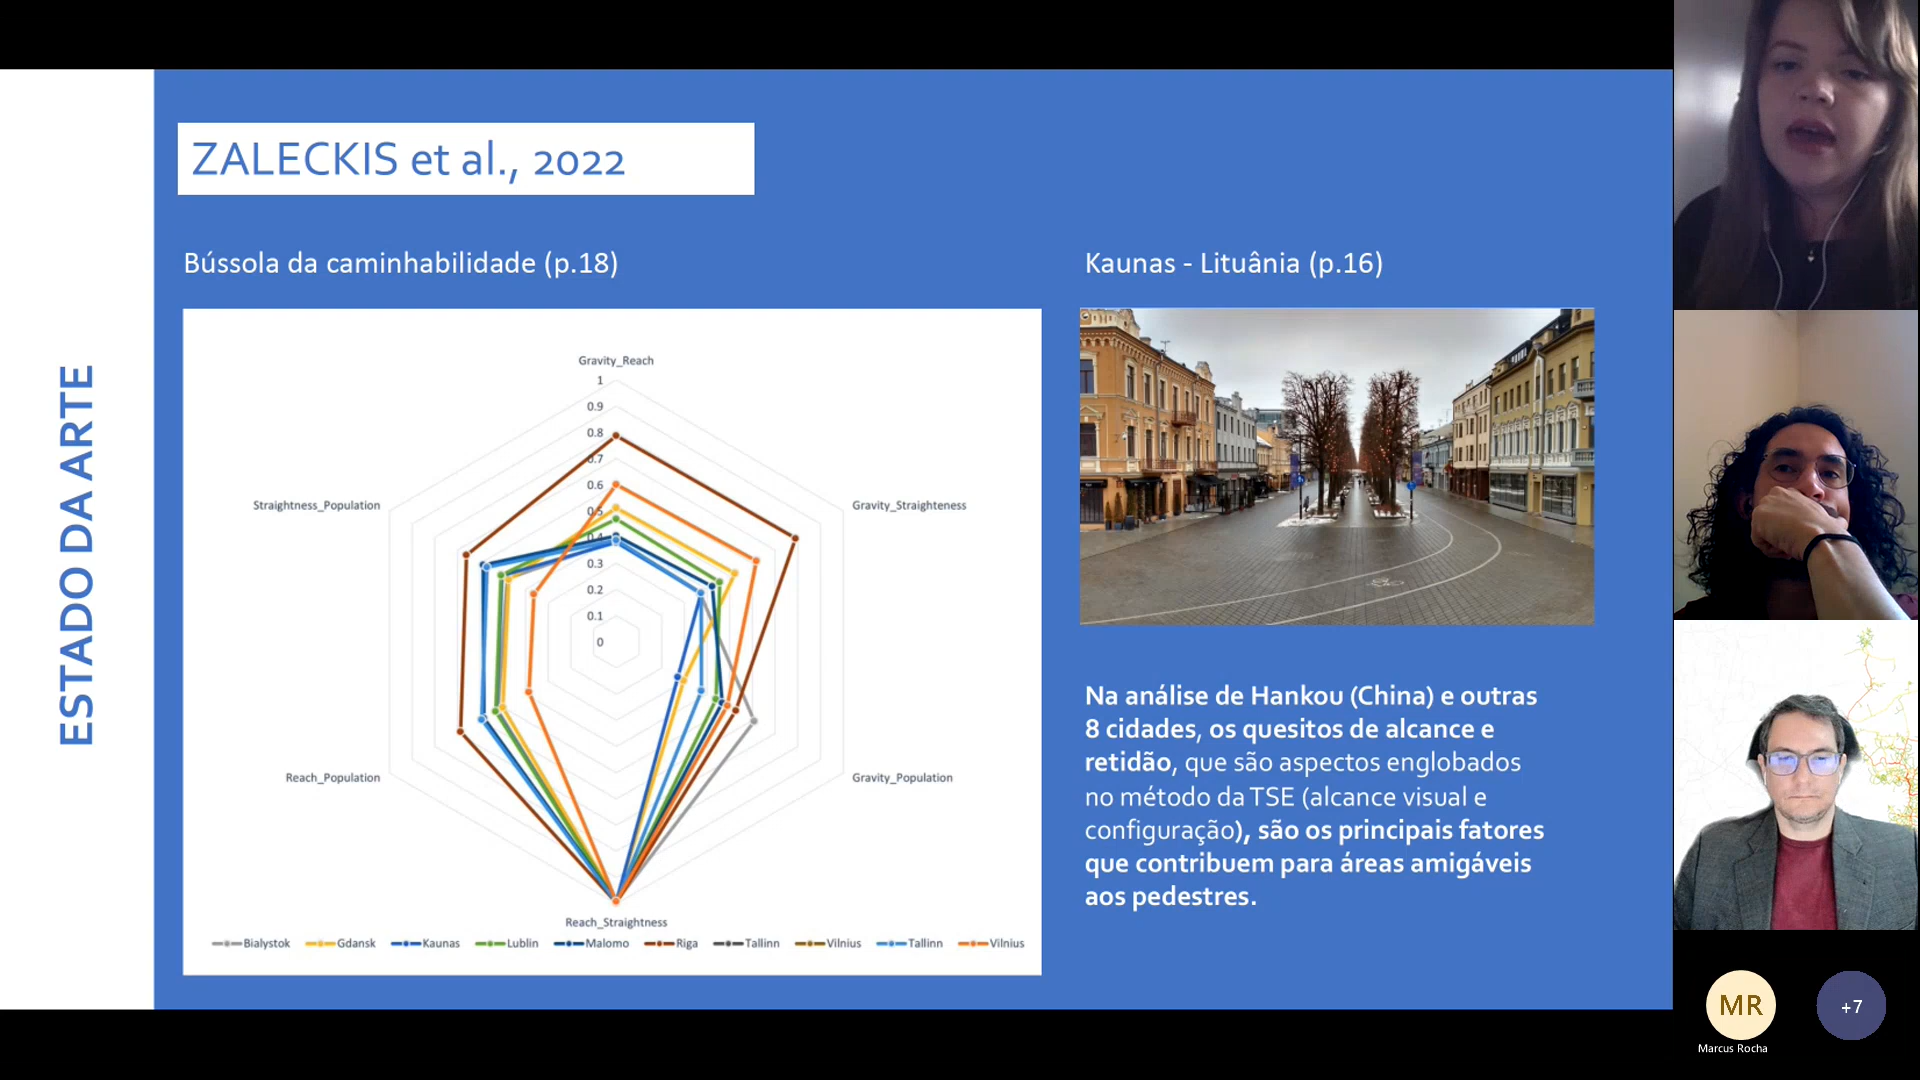 ESTADO DA ARTE
ZALECKIS et al., 2022
Bússola da caminhabilidade (p.18)
Kaunas - Lituânia (p.16)
Gravity_Reach
1
0.9
0.8
0.7
0.6
0.5
0.4
0.3
0.2
0.1
0
Straightness_Population
Gravity_Straighteness
Reach_Population
Gravity_Population
Reach_Straightness
Bialystok Gdansk Kaunas Lublin Malomo Riga Tallinn Vilnius Tallinn Vilnius
Na análise de Hankou (China) e outras
8 cidades, os quesitos de alcance e
retidão, que são aspectos englobados
no método da TSE (alcance visual e
configuração), são os principais fatores
que contribuem para áreas amigáveis
aos pedestres.
MR
Marcus Rocha
+7